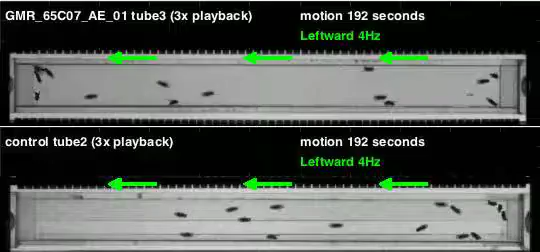 GMR_65C07_AE_01 tube3 (3x playback)
motion 192 seconds
Leftward 4Hz
control tube2 (3x playback)
motion 192 seconds
Leftward 4Hz